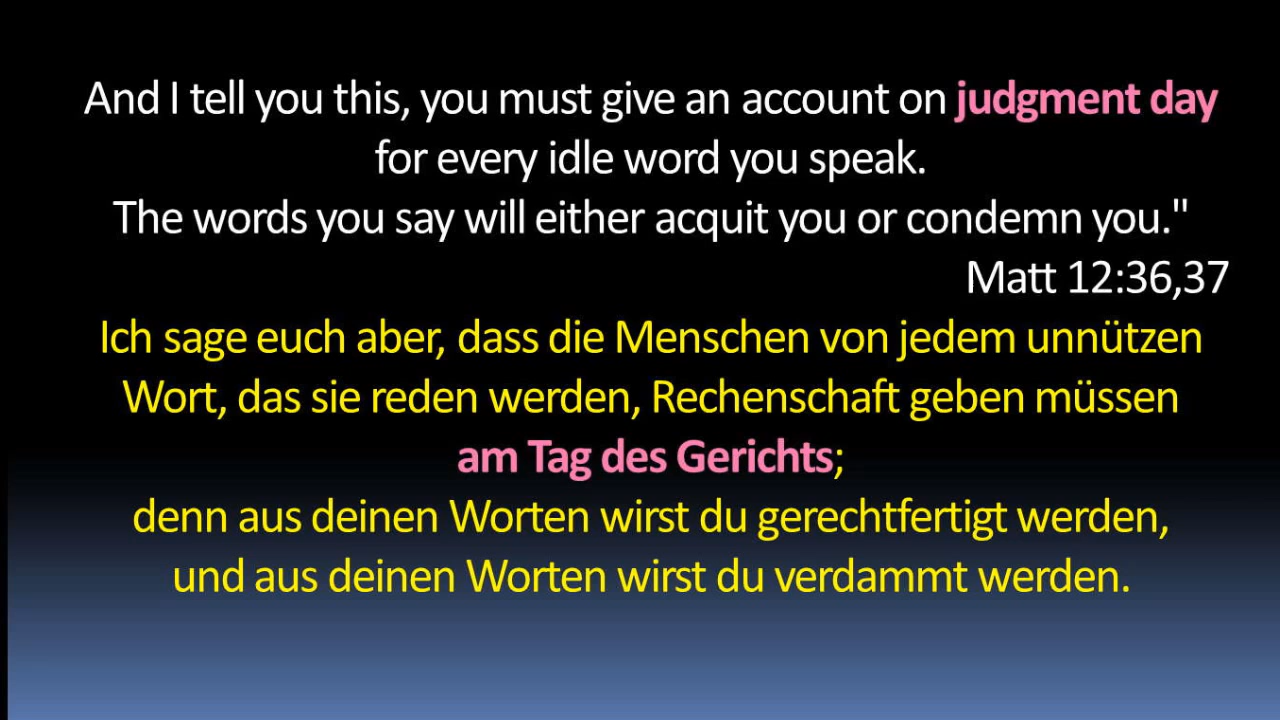 And I tell you this, you must give an account on judgment day
for every idle word you speak.
The words you say will either acquit you or condemn you."
Matt 12:36,37
Ich sage euch aber, dass die Menschen von jedem unnützen
Wort, das sie reden werden, Rechenschaft geben müssen
am Tag des Gerichts;
denn aus deinen Worten wirst du gerechtfertigt werden,
und aus deinen Worten wirst du verdammt werden.